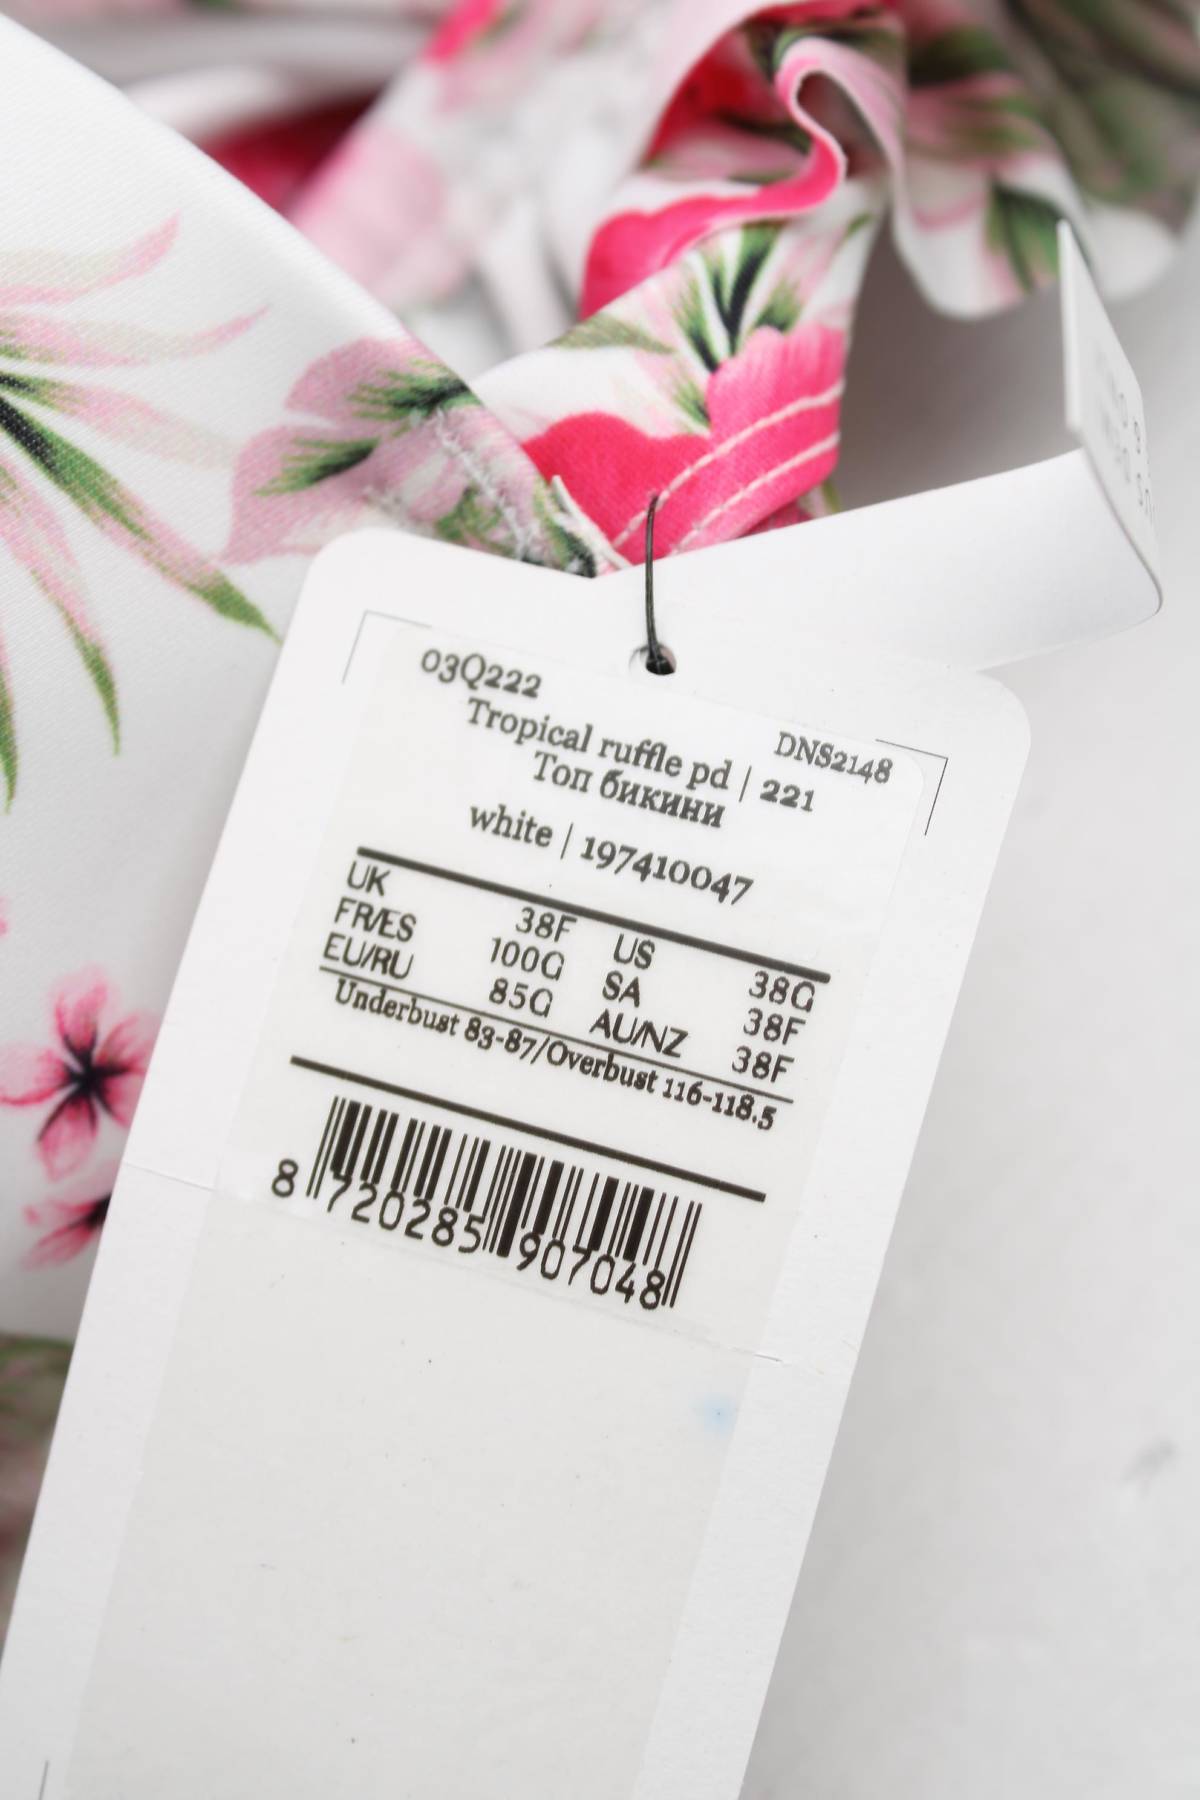 03Q222
DNS2148
Tropical ruffle pd | 221
Топ бикини
white | 197410047
UK 38F US 38G
FR/ES 100G SA 38F
EU/RU 85G AU/NZ 38F
Underbust 83-87/Overbust 116-118.5
8 720285 907048